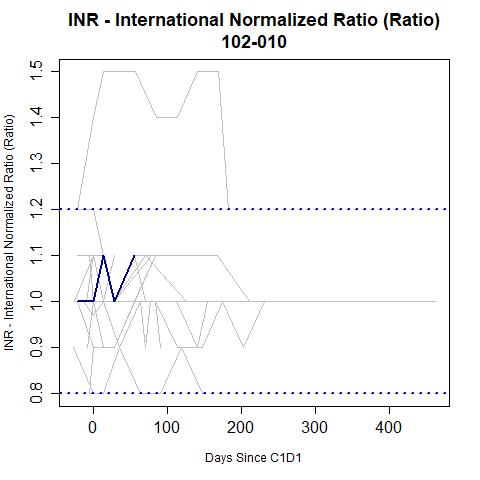 INR - International Normalized Ratio (Ratio)
102-010
INR - International Normalized Ratio (Ratio)
1.5
1.4
1.3
1.2
1.1
1.0
0.9
0.8
0 100 200 300 400
Days Since C1D1